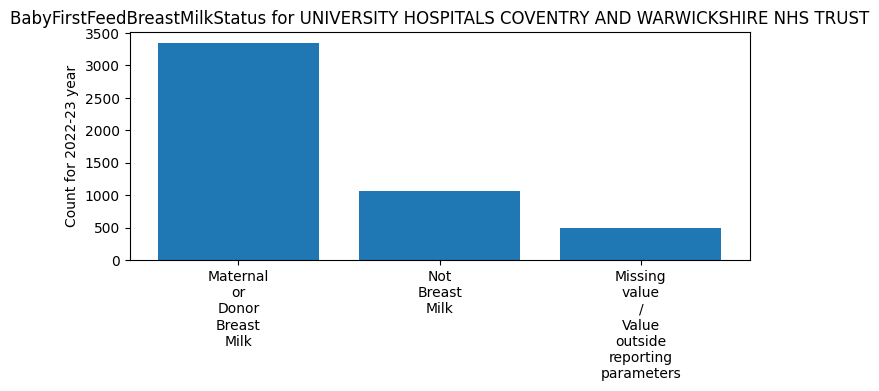 BabyFirstFeedBreastMilkStatus for UNIVERSITY HOSPITALS COVENTRY AND WARWICKSHIRE NHS TRUST
Count for 2022-23 year
3500
3000
2500
2000
1500
1000
500
0
Maternal
or
Donor
Breast
Milk
Not
Breast
Milk
Missing
value
/
Value
outside
reporting
parameters